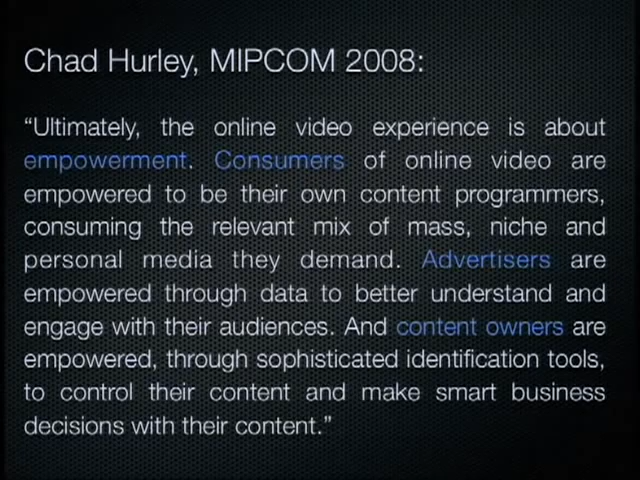 Chad Hurley, MIPCOM 2008:
“Ultimately, the online video experience is about
empowerment. Consumers of online video are
empowered to be their own content programmers,
consuming the relevant mix of mass, niche and
personal media they demand. Advertisers are
empowered through data to better understand and
engage with their audiences. And content owners are
empowered, through sophisticated identification tools,
to control their content and make smart business
decisions with their content.”